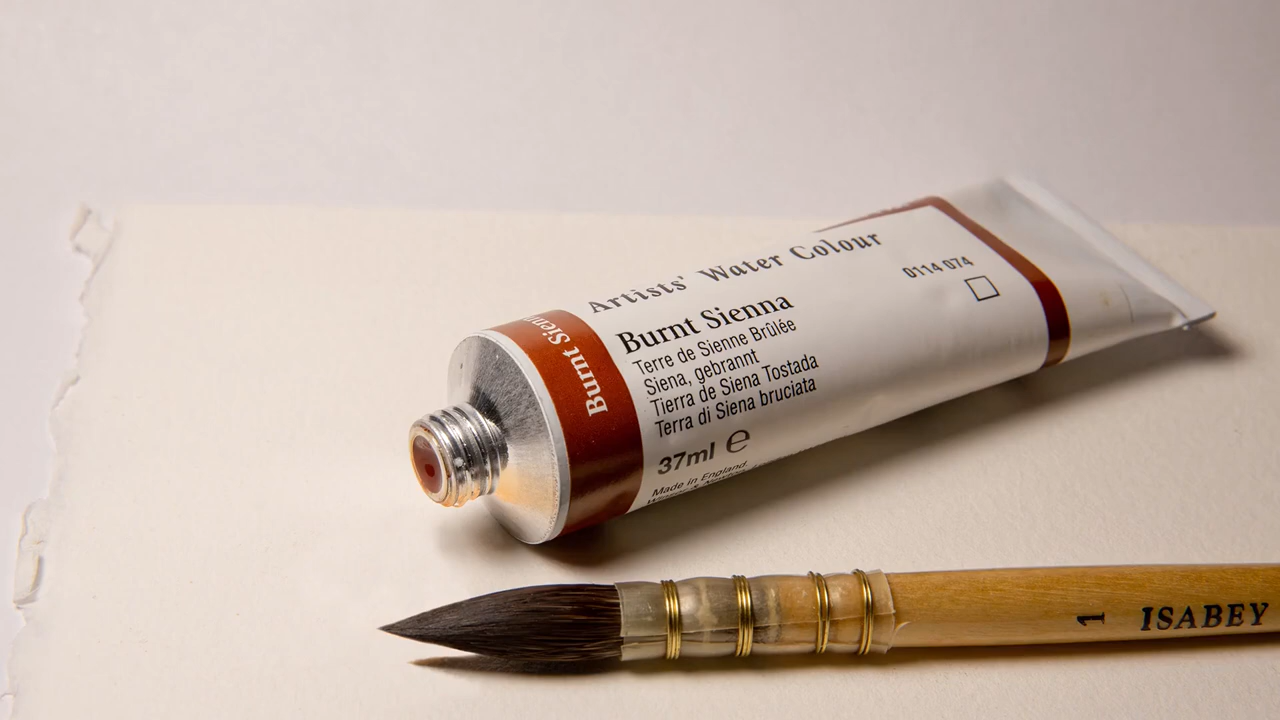 Artists' Water Colour
0114 074
Burnt Sienna
Terre de Sienne Brûlée
Siena, gebrannt
Tierra de Siena Tostada
Terra di Siena bruciata
37ml e
Made in England
Burnt Sienna
1 ISABEY